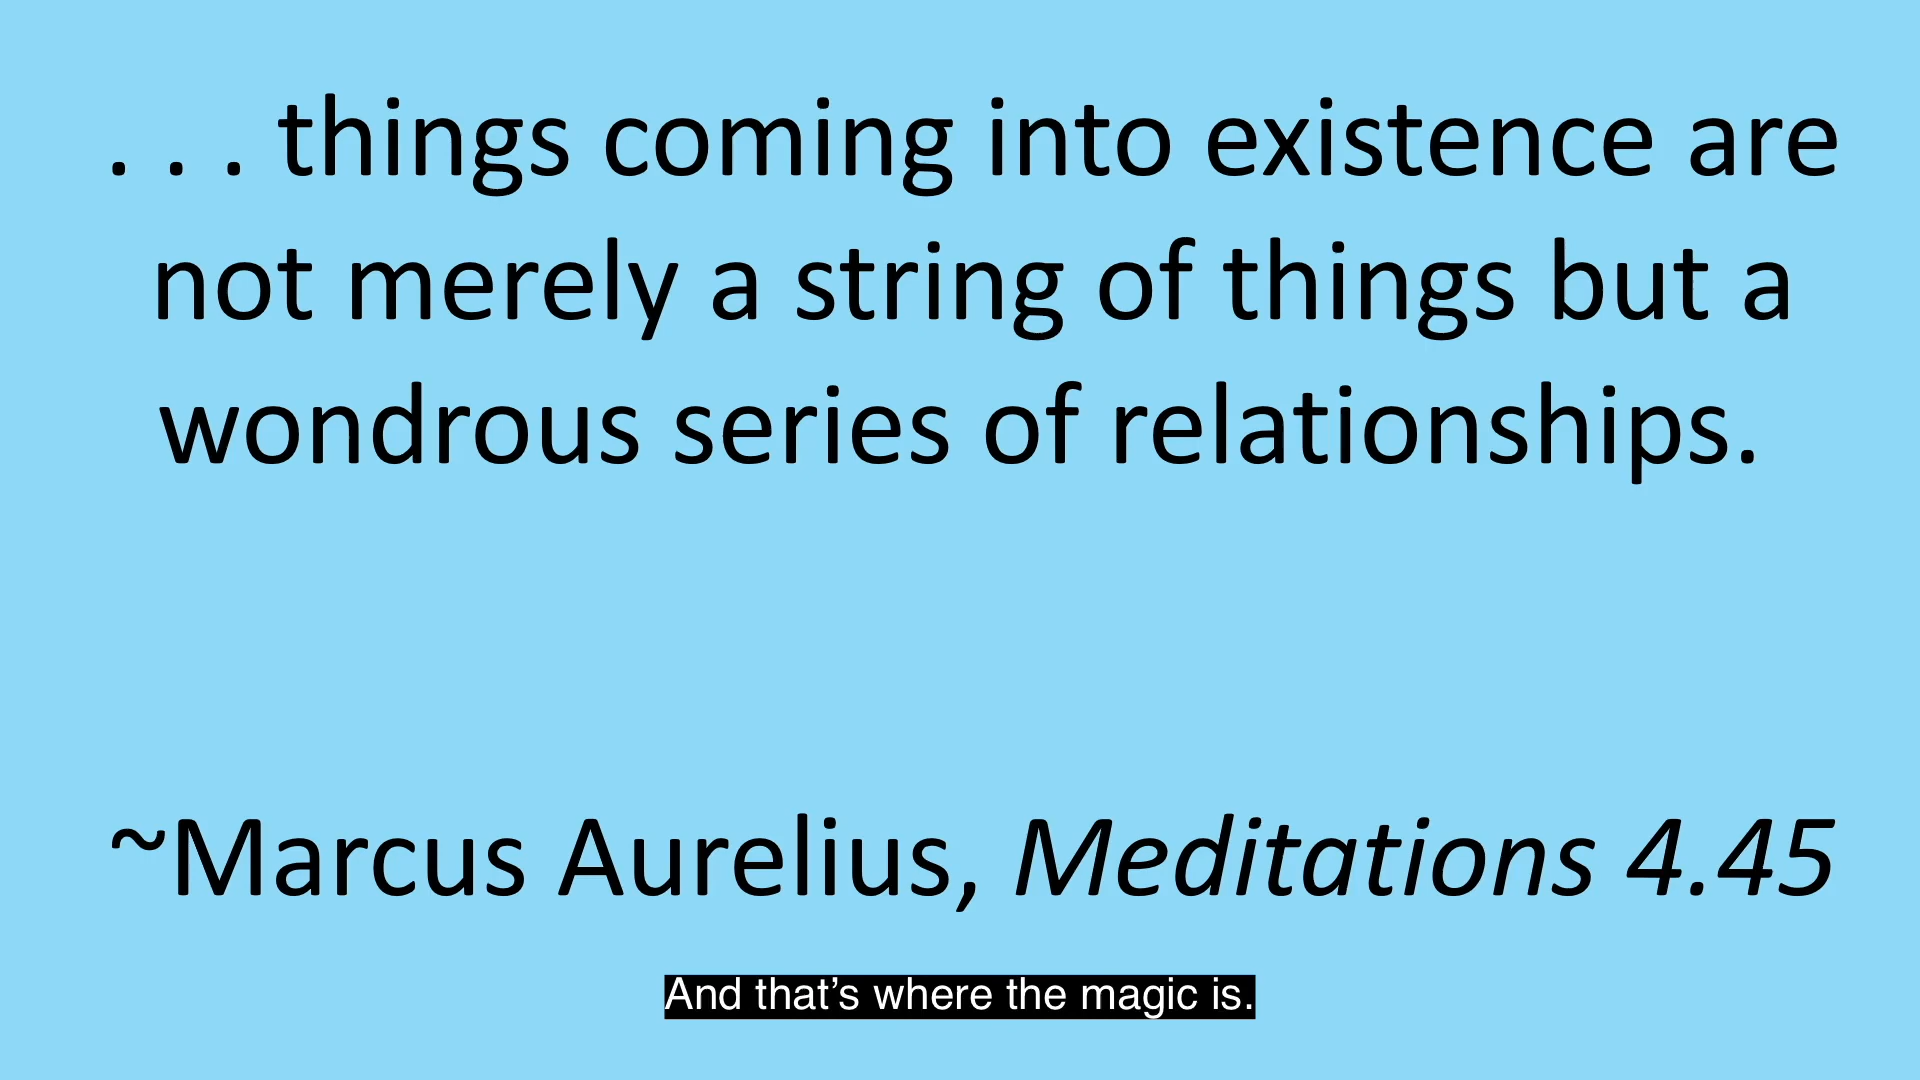 . . . things coming into existence are
not merely a string of things but a
wondrous series of relationships.
~Marcus Aurelius, Meditations 4.45
And that’s where the magic is.